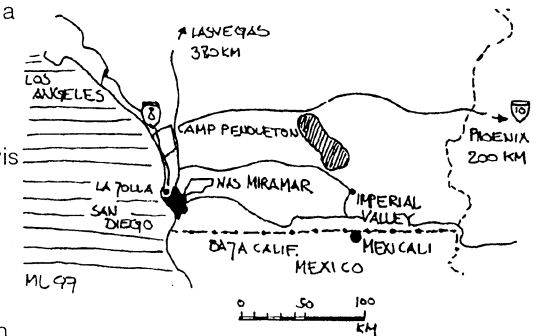 a
LAS VEGAS
380 KM
LOS
ANGELES
8
CAMP PENDLETON
10
PHOENIX
200 KM
vis
LA JOLLA
NAS MIRAMAR
SAN
DIEGO
IMPERIAL
VALLEY
BAJA CALIF.
MEXICALI
MEXICO
ML 97
0 50 100
KM
n